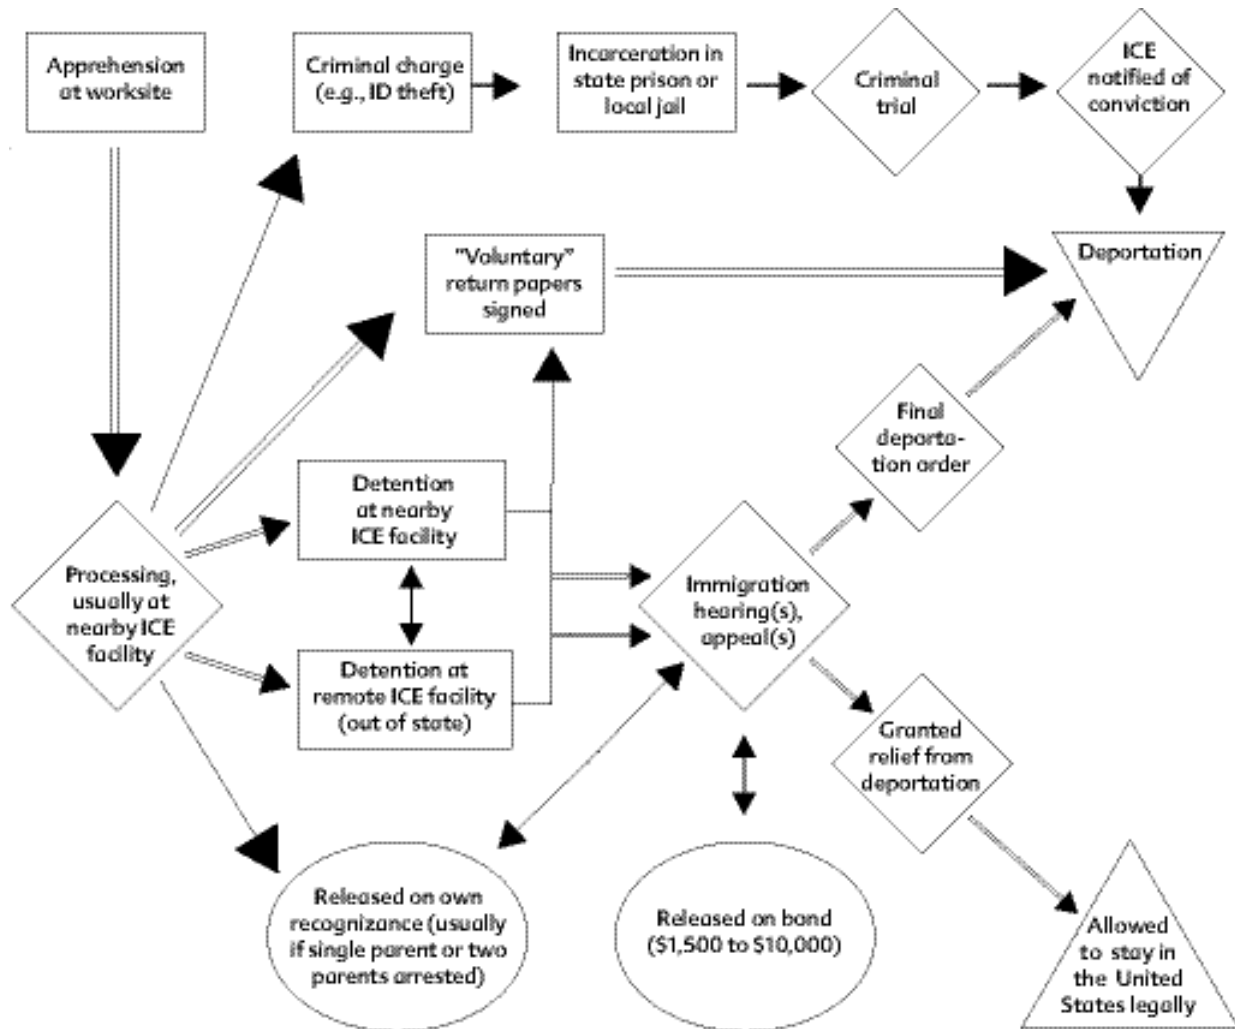 Apprehension
at worksite
Criminal charge
(e.g., ID theft)
Incarceration in
state prison or
local jail
Criminal
trial
ICE
notified of
conviction
"Voluntary"
return papers
signed
Deportation
Final
deporta-
tion order
Detention
at nearby
ICE facility
Processing,
usually at
nearby ICE
facility
Immigration
hearing(s),
appeal(s)
Detention at
remote ICE facility
(out of state)
Granted
relief from
deportation
Released on own
recognizance (usually
if single parent or two
parents arrested)
Released on bond
($1,500 to $10,000)
Allowed
to stay in
the United
States legally